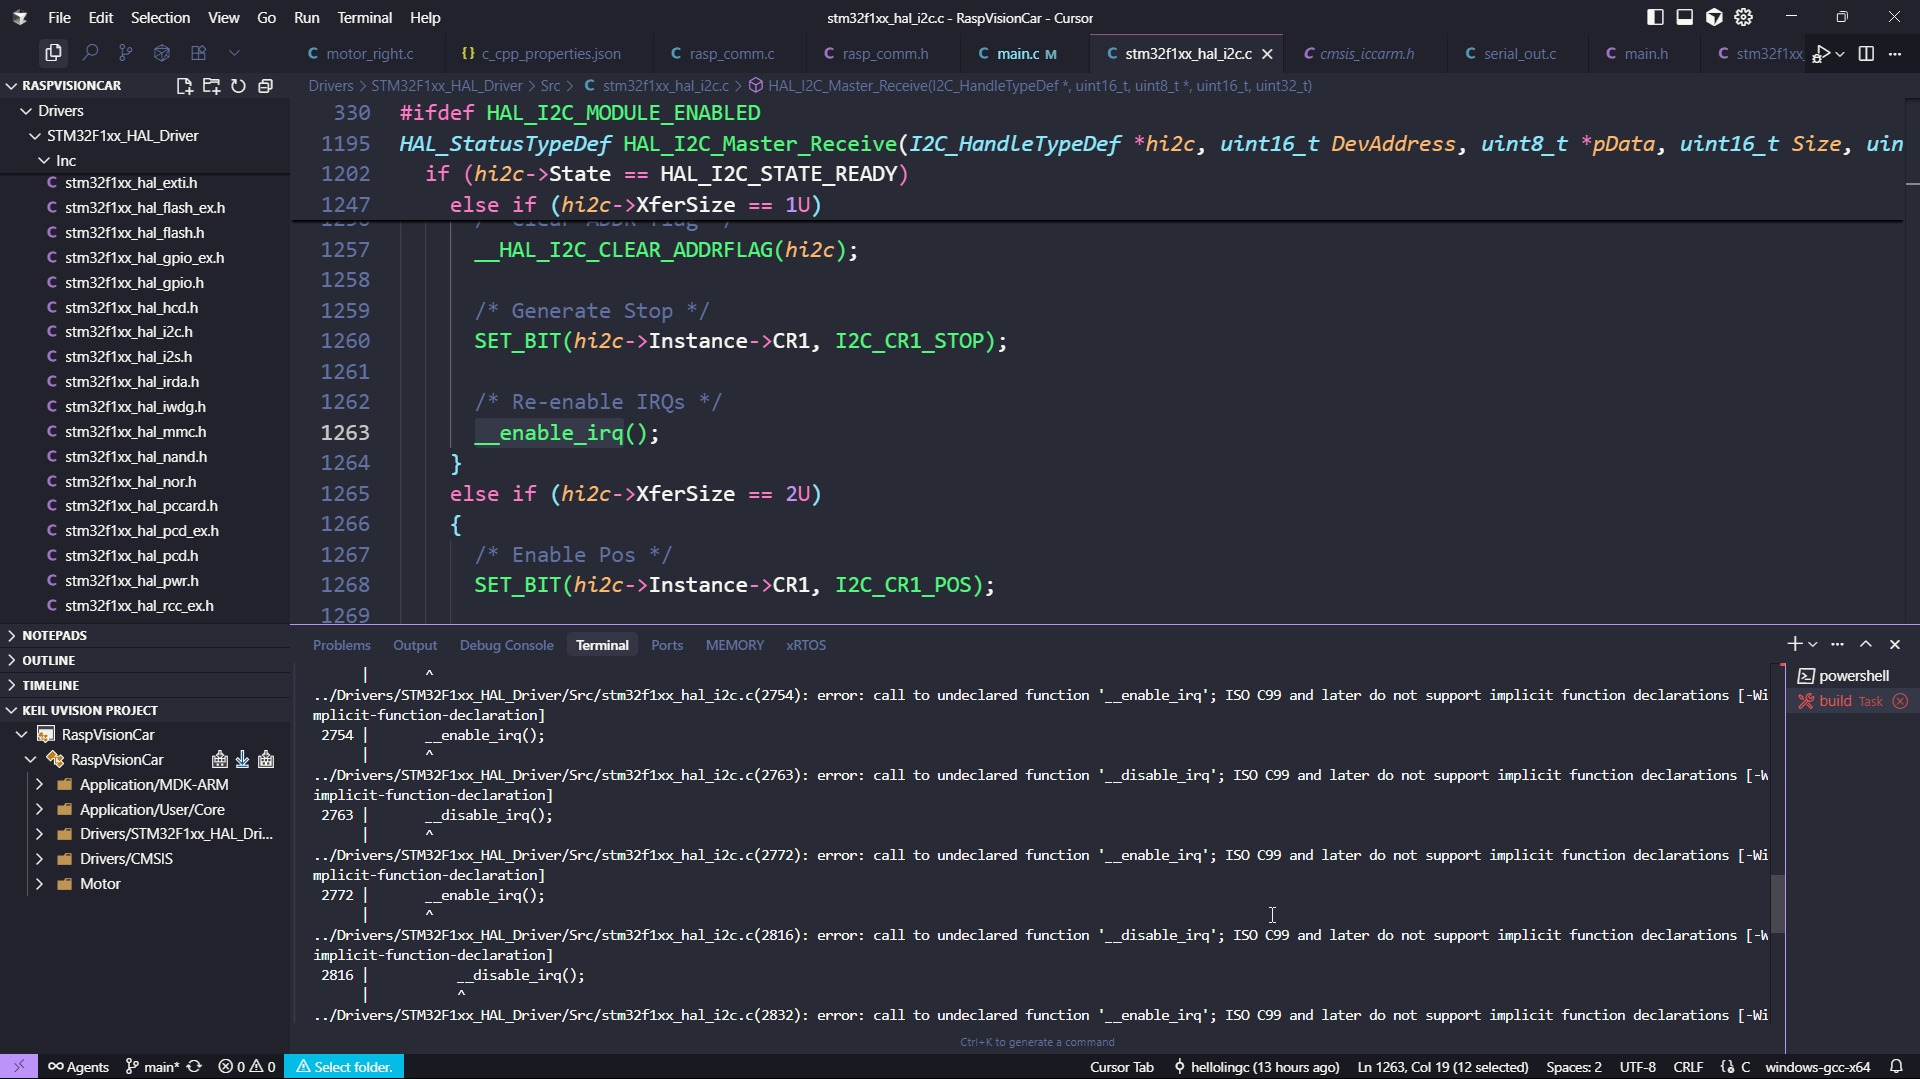 File Edit Selection View Go Run Terminal Help
stm32f1xx_hal_i2c.c - RaspVisionCar - Cursor
motor_right.c
c_cpp_properties.json
rasp_comm.c
rasp_comm.h
main.c M
stm32f1xx_hal_i2c.c
cmsis_iccarm.h
serial_out.c
main.h
stm32f1xx_
RASPVISIONCAR
Drivers
STM32F1xx_HAL_Driver
Inc
stm32f1xx_hal_exti.h
stm32f1xx_hal_flash_ex.h
stm32f1xx_hal_flash.h
stm32f1xx_hal_gpio_ex.h
stm32f1xx_hal_gpio.h
stm32f1xx_hal_hcd.h
stm32f1xx_hal_i2c.h
stm32f1xx_hal_i2s.h
stm32f1xx_hal_irda.h
stm32f1xx_hal_iwdg.h
stm32f1xx_hal_mmc.h
stm32f1xx_hal_nand.h
stm32f1xx_hal_nor.h
stm32f1xx_hal_pccard.h
stm32f1xx_hal_pcd_ex.h
stm32f1xx_hal_pcd.h
stm32f1xx_hal_pwr.h
stm32f1xx_hal_rcc_ex.h
NOTEPADS
OUTLINE
TIMELINE
KEIL UVISION PROJECT
RaspVisionCar
RaspVisionCar
Application/MDK-ARM
Application/User/Core
Drivers/STM32F1xx_HAL_Dri...
Drivers/CMSIS
Motor
Drivers > STM32F1xx_HAL_Driver > Src > C stm32f1xx_hal_i2c.c > HAL_I2C_Master_Receive(I2C_HandleTypeDef *, uint16_t, uint8_t *, uint16_t, uint32_t)
330 #ifdef HAL_I2C_MODULE_ENABLED
1195 HAL_StatusTypeDef HAL_I2C_Master_Receive(I2C_HandleTypeDef *hi2c, uint16_t DevAddress, uint8_t *pData, uint16_t Size, uin
1202 if (hi2c->State == HAL_I2C_STATE_READY)
1247 else if (hi2c->XferSize == 1U)
1256 /* Clear ADDR flag */
1257 __HAL_I2C_CLEAR_ADDRFLAG(hi2c);
1258
1259 /* Generate Stop */
1260 SET_BIT(hi2c->Instance->CR1, I2C_CR1_STOP);
1261
1262 /* Re-enable IRQs */
1263 __enable_irq();
1264 }
1265 else if (hi2c->XferSize == 2U)
1266 {
1267 /* Enable Pos */
1268 SET_BIT(hi2c->Instance->CR1, I2C_CR1_POS);
1269
Problems Output Debug Console Terminal Ports MEMORY xRTOS
| ^
../Drivers/STM32F1xx_HAL_Driver/Src/stm32f1xx_hal_i2c.c(2754): error: call to undeclared function '__enable_irq'; ISO C99 and later do not support implicit function declarations [-Wi
mplicit-function-declaration]
2754 | __enable_irq();
| ^
../Drivers/STM32F1xx_HAL_Driver/Src/stm32f1xx_hal_i2c.c(2763): error: call to undeclared function '__disable_irq'; ISO C99 and later do not support implicit function declarations [-W
implicit-function-declaration]
2763 | __disable_irq();
| ^
../Drivers/STM32F1xx_HAL_Driver/Src/stm32f1xx_hal_i2c.c(2772): error: call to undeclared function '__enable_irq'; ISO C99 and later do not support implicit function declarations [-Wi
mplicit-function-declaration]
2772 | __enable_irq();
| ^
../Drivers/STM32F1xx_HAL_Driver/Src/stm32f1xx_hal_i2c.c(2816): error: call to undeclared function '__disable_irq'; ISO C99 and later do not support implicit function declarations [-W
implicit-function-declaration]
2816 | __disable_irq();
| ^
../Drivers/STM32F1xx_HAL_Driver/Src/stm32f1xx_hal_i2c.c(2832): error: call to undeclared function '__enable_irq'; ISO C99 and later do not support implicit function declarations [-Wi
Ctrl+K to generate a command
powershell
build Task
Agents main* 0 0 Select folder. Cursor Tab hellolingc (13 hours ago) Ln 1263, Col 19 (12 selected) Spaces: 2 UTF-8 CRLF {} C windows-gcc-x64